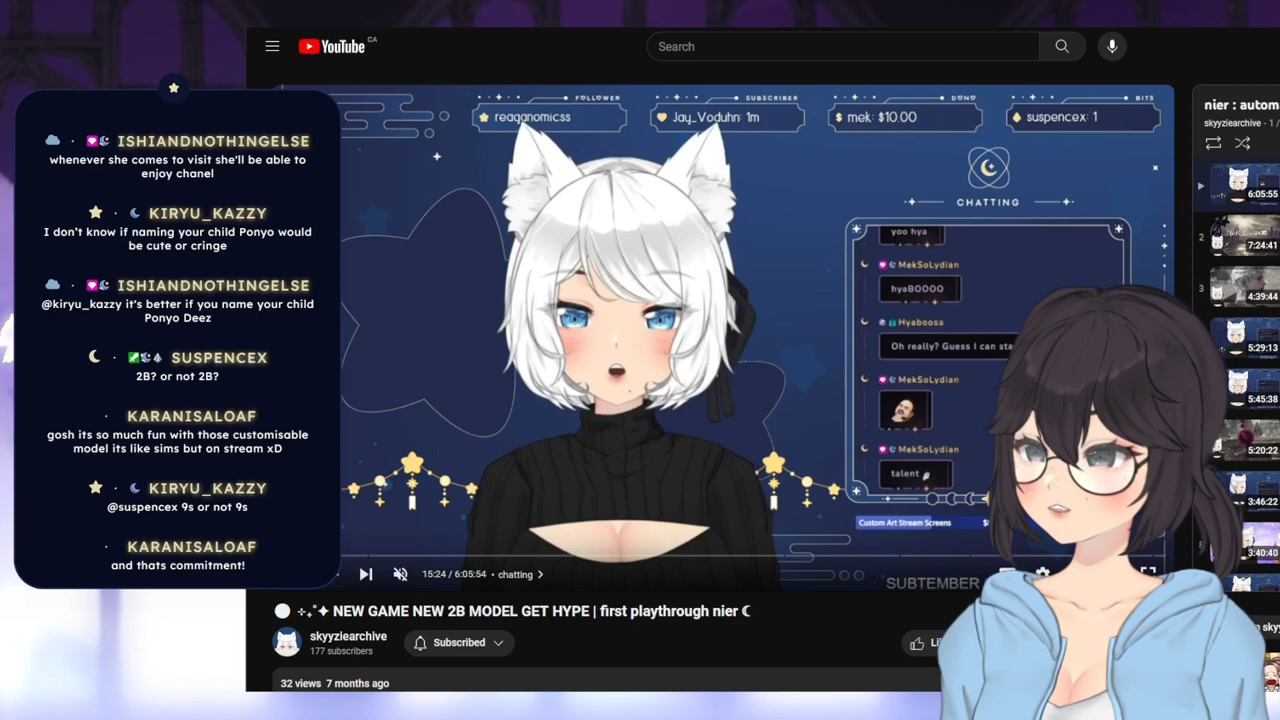 YouTube CA
Search
ISHIANDNOTHINGELSE
whenever she comes to visit she'll be able to
enjoy chanel
KIRYU_KAZZY
I don't know if naming your child Ponyo would
be cute or cringe
ISHIANDNOTHINGELSE
@kiryu_kazzy it's better if you name your child
Ponyo Deez
SUSPENCEX
2B? or not 2B?
KARANISALOAF
gosh its so much fun with those customisable
model its like sims but on stream xD
KIRYU_KAZZY
@suspencex 9s or not 9s
KARANISALOAF
and thats commitment!
FOLLOWER
reaganomicss
SUBSCRIBER
Jay_Voduhn: 1m
DONO
mek: $10.00
BITS
suspencex: 1
CHATTING
yoo hya
MekSoLydian
hyaBOOOO
Hyaboosa
Oh really? Guess I can sta
MekSoLydian
MekSoLydian
talent
Custom Art Stream Screens
SUBTEMBER
15:24 / 6:05:54 • chatting
NEW GAME NEW 2B MODEL GET HYPE | first playthrough nier
skyyziearchive
177 subscribers
Subscribed
Li
32 views 7 months ago
nier : autom
skyyziearchive - 1 /
6:05:55
2
7:24:41
3
4:39:44
5:29:13
5:45:38
5:20:22
3:46:22
3:40:40